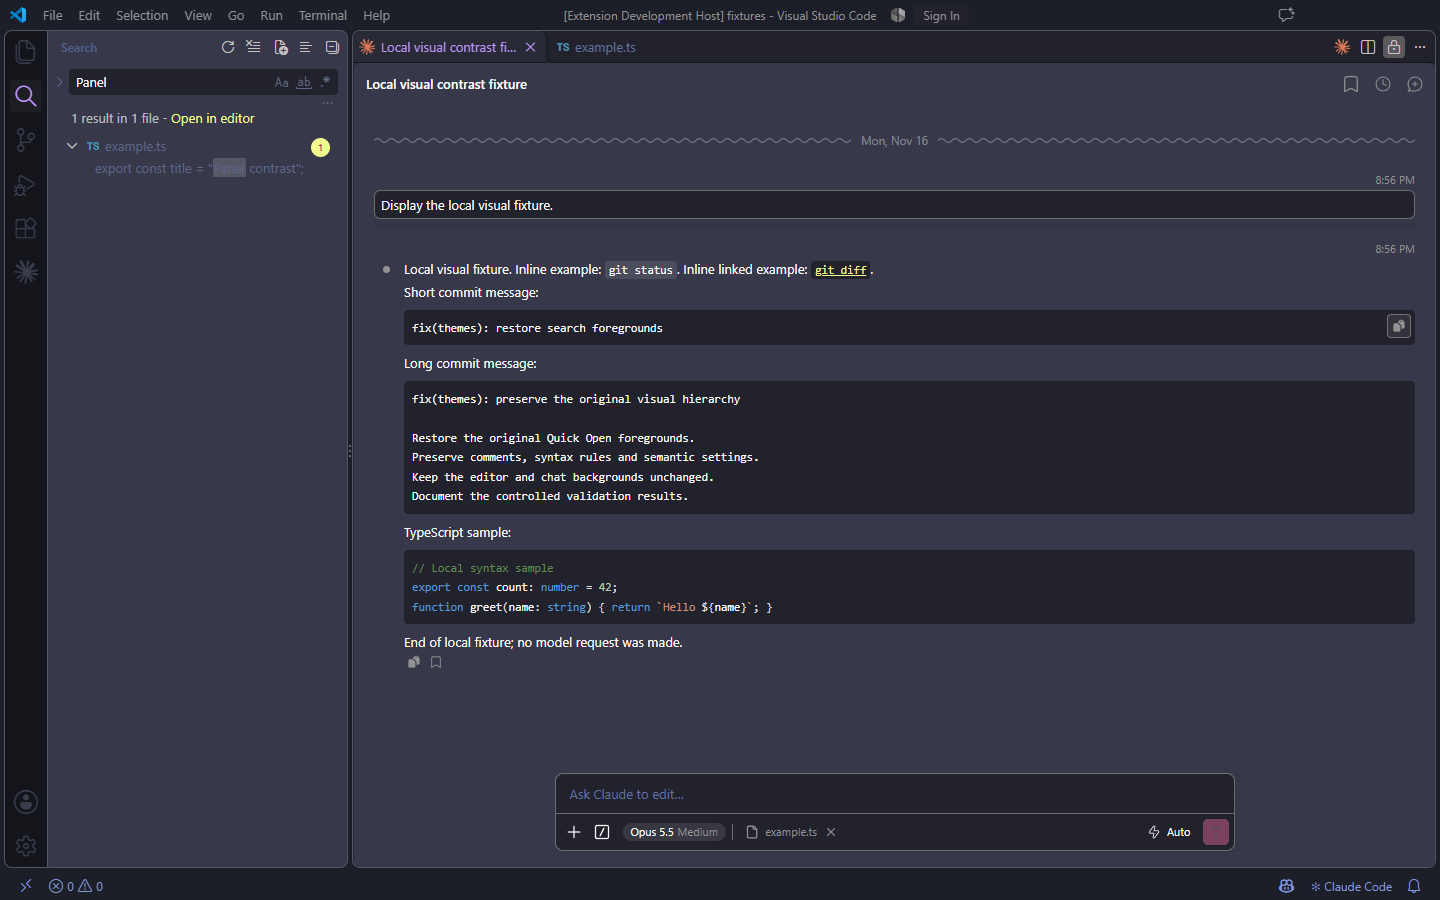 File Edit Selection View Go Run Terminal Help
[Extension Development Host] fixtures - Visual Studio Code
Sign In
Search
Panel
Aa ab .*
1 result in 1 file - Open in editor
TS example.ts 1
export const title = "Panel contrast";
Local visual contrast fi...
TS example.ts
Local visual contrast fixture
Mon, Nov 16
8:56 PM
Display the local visual fixture.
8:56 PM
Local visual fixture. Inline example: git status. Inline linked example: git diff.
Short commit message:
fix(themes): restore search foregrounds
Long commit message:
fix(themes): preserve the original visual hierarchy
Restore the original Quick Open foregrounds.
Preserve comments, syntax rules and semantic settings.
Keep the editor and chat backgrounds unchanged.
Document the controlled validation results.
TypeScript sample:
// Local syntax sample
export const count: number = 42;
function greet(name: string) { return `Hello ${name}`; }
End of local fixture; no model request was made.
Ask Claude to edit...
Opus 5.5 Medium
example.ts
Auto
0 0
Claude Code